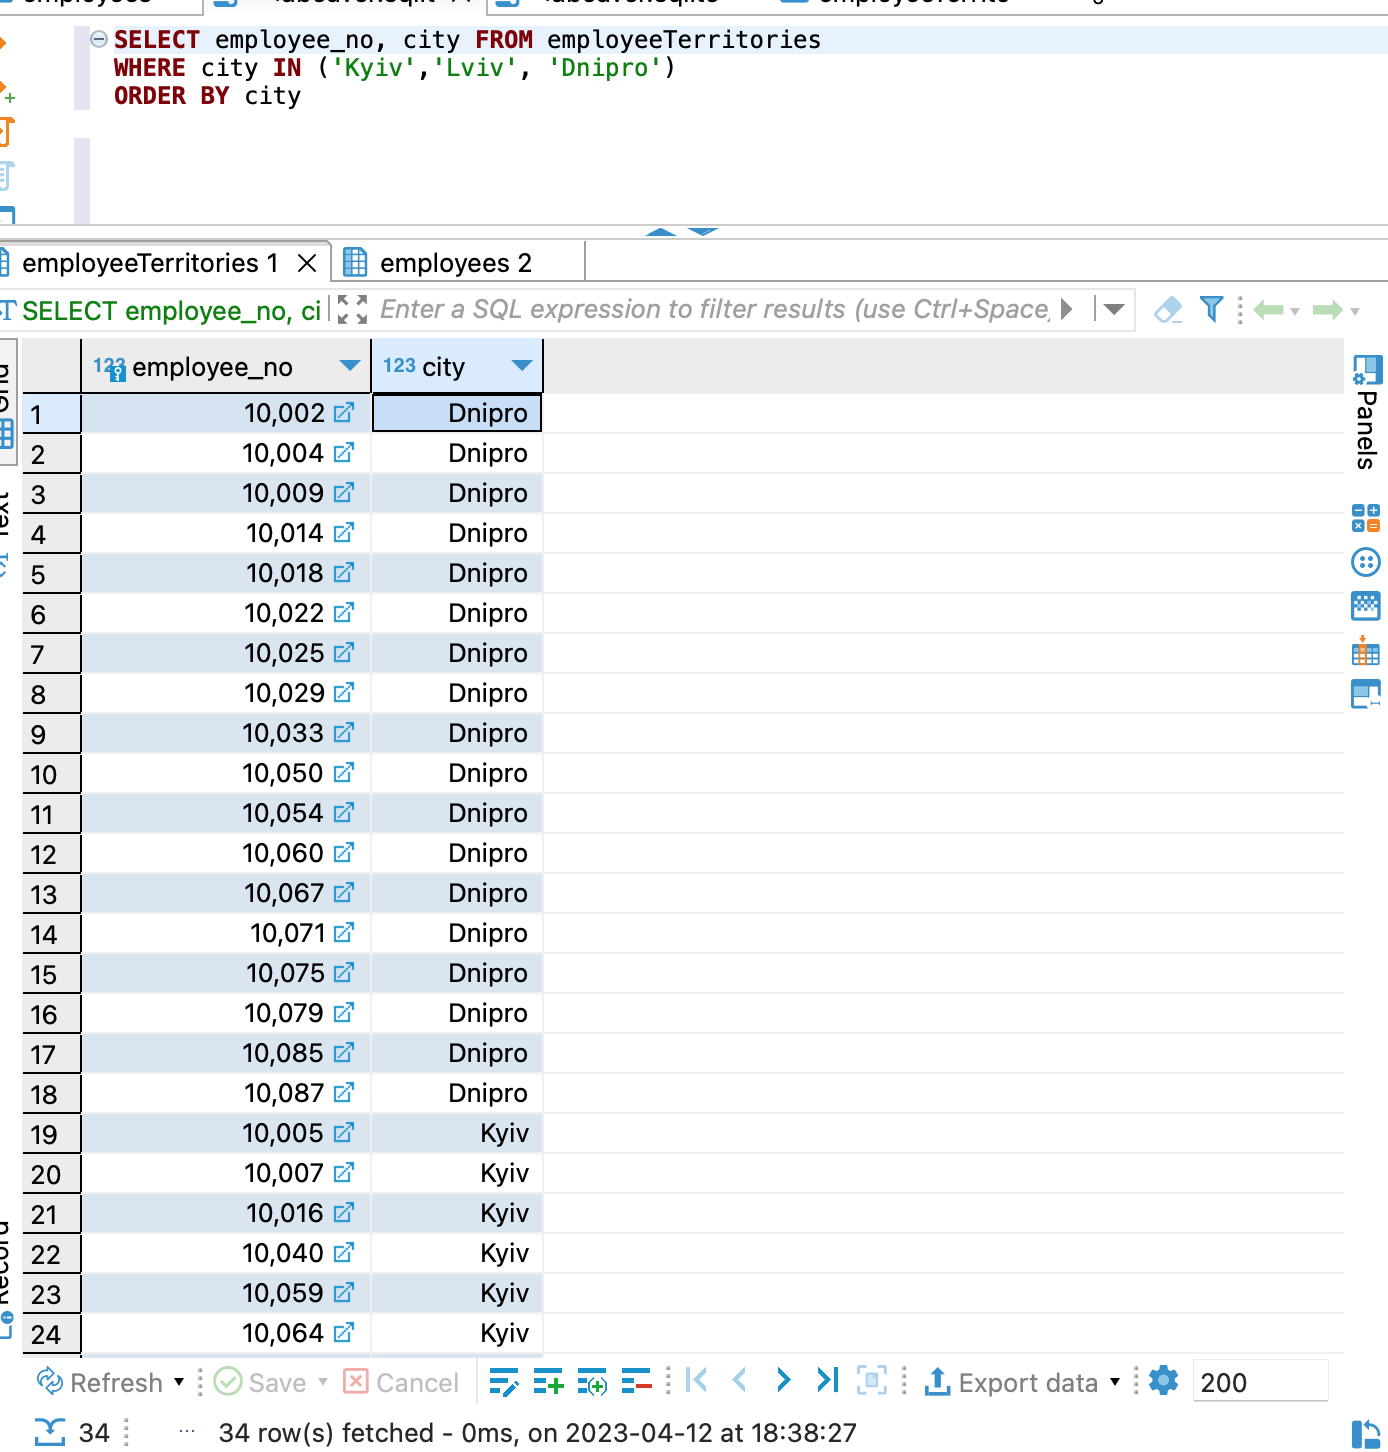 SELECT employee_no, city FROM employeeTerritories
WHERE city IN ('Kyiv','Lviv', 'Dnipro')
ORDER BY city
employeeTerritories 1
employees 2
SELECT employee_no, ci
Enter a SQL expression to filter results (use Ctrl+Space
123 employee_no 123 city
1 10,002 Dnipro
2 10,004 Dnipro
3 10,009 Dnipro
4 10,014 Dnipro
5 10,018 Dnipro
6 10,022 Dnipro
7 10,025 Dnipro
8 10,029 Dnipro
9 10,033 Dnipro
10 10,050 Dnipro
11 10,054 Dnipro
12 10,060 Dnipro
13 10,067 Dnipro
14 10,071 Dnipro
15 10,075 Dnipro
16 10,079 Dnipro
17 10,085 Dnipro
18 10,087 Dnipro
19 10,005 Kyiv
20 10,007 Kyiv
21 10,016 Kyiv
22 10,040 Kyiv
23 10,059 Kyiv
24 10,064 Kyiv
Panels
Refresh Save Cancel Export data 200
34 ... 34 row(s) fetched - 0ms, on 2023-04-12 at 18:38:27